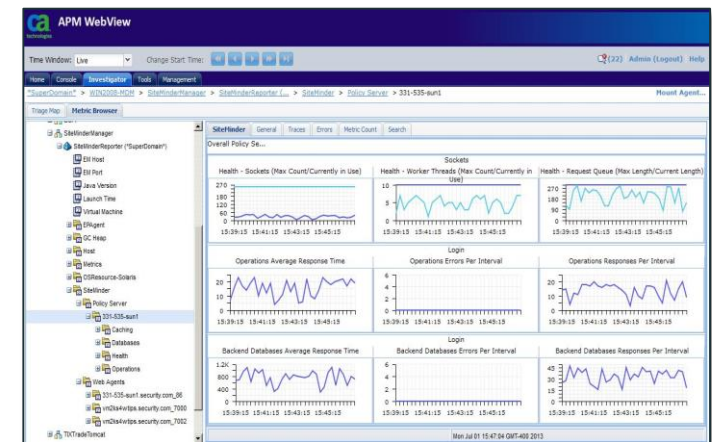 ca
technologies
APM WebView
Time Window: Live
Change Start Time:
(22) Admin (Logout) Help
Home Console Investigator Tools Management
*SuperDomain* > WIN2008-MOM > SiteMinderManager > SiteMinderReporter (... > SiteMinder > Policy Server > 331-535-sun1
Mount Agent...
Triage Map Metric Browser
SiteMinderManager
SiteMinderReporter (*SuperDomain*)
EM Host
EM Port
Java Version
Launch Time
Virtual Machine
EPAgent
GC Heap
Host
Metrics
OSResource-Solaris
SiteMinder
Policy Server
331-535-sun1
Caching
Databases
Health
Operations
Web Agents
331-535-sun1.security.com_86
TIXTradeTomcat
SiteMinder General Traces Errors Metric Count Search
Overall Policy Se...
Sockets
Health - Sockets (Max Count/Currently in Use)
270
180
120
60
0
15:39:15 15:41:15 15:43:15 15:45:15
Health - Worker Threads (Max Count/Currently in Use)
10
5
0
15:39:15 15:41:15 15:43:15 15:45:15
Health - Request Queue (Max Length/Current Length)
270
180
90
0
15:39:15 15:41:15 15:43:15 15:45:15
Login
Operations Average Response Time
20
10
0
15:39:15 15:41:15 15:43:15 15:45:15
Operations Errors Per Interval
6
4
2
0
15:39:15 15:41:15 15:43:15 15:45:15
Operations Responses Per Interval
20
10
0
15:39:15 15:41:15 15:43:15 15:45:15
Login
Backend Databases Average Response Time
1.2K
800
400
0
15:39:15 15:41:15 15:43:15 15:45:15
Backend Databases Errors Per Interval
6
4
2
0
15:39:15 15:41:15 15:43:15 15:45:15
Backend Databases Responses Per Interval
45
30
15
0
15:39:15 15:41:15 15:43:15 15:45:15
Mon Jul 01 15:47:04 GMT-400 2013